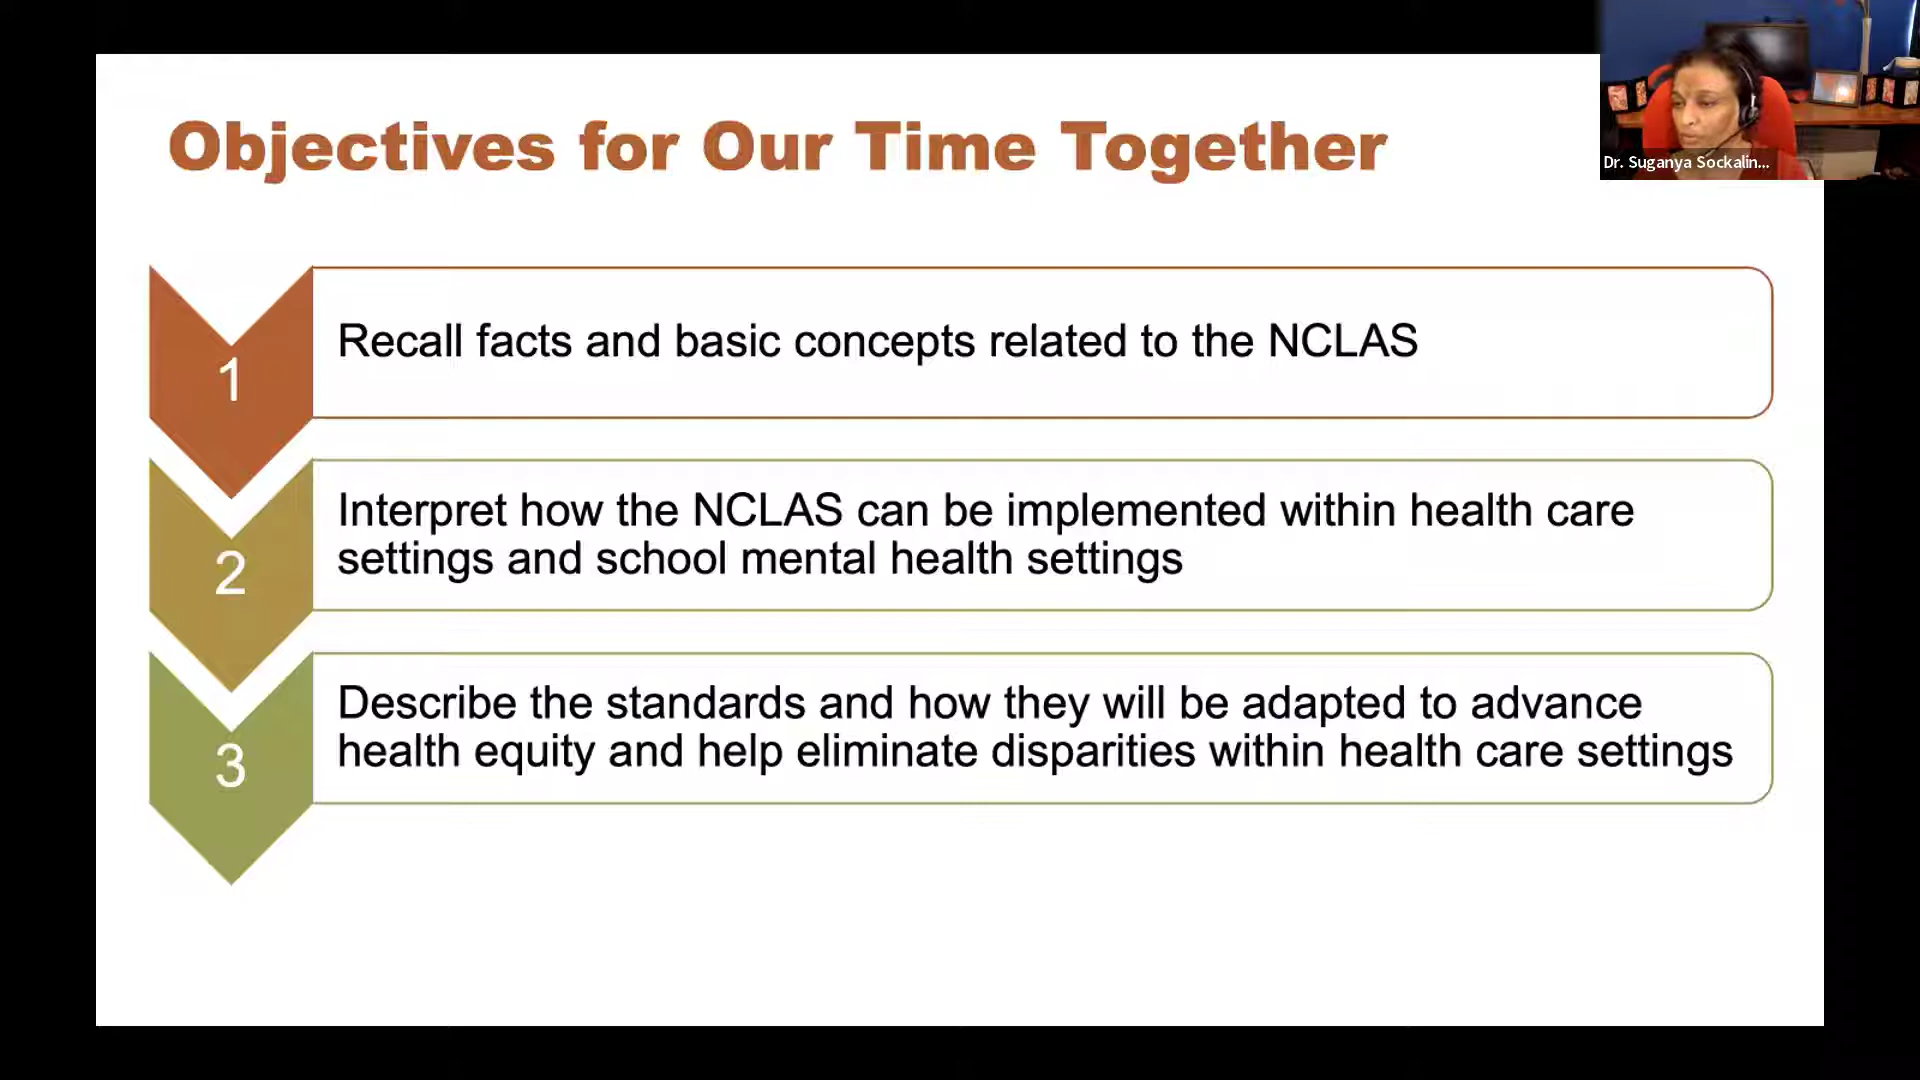 Objectives for Our Time Together
Dr. Suganya Sockalin...
1
Recall facts and basic concepts related to the NCLAS
2
Interpret how the NCLAS can be implemented within health care
settings and school mental health settings
3
Describe the standards and how they will be adapted to advance
health equity and help eliminate disparities within health care settings